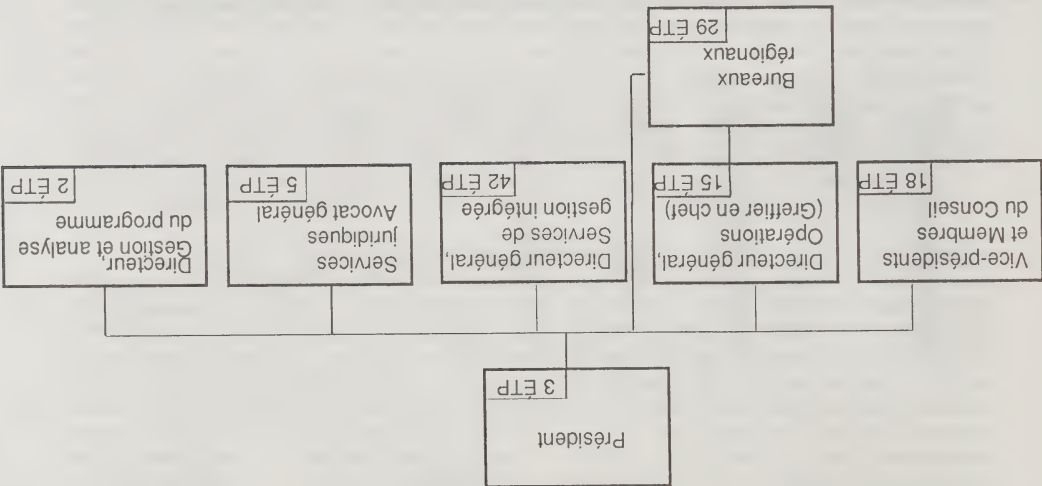 Président
3 ÉTP
Vice-présidents
et Membres
du Conseil
18 ÉTP
Directeur général,
Opérations
(Greffier en chef)
15 ÉTP
Directeur général,
Services de
gestion intégrée
42 ÉTP
Services
juridiques
Avocat général
5 ÉTP
Directeur,
Gestion et analyse
du programme
2 ÉTP
Bureaux
régionaux
29 ÉTP